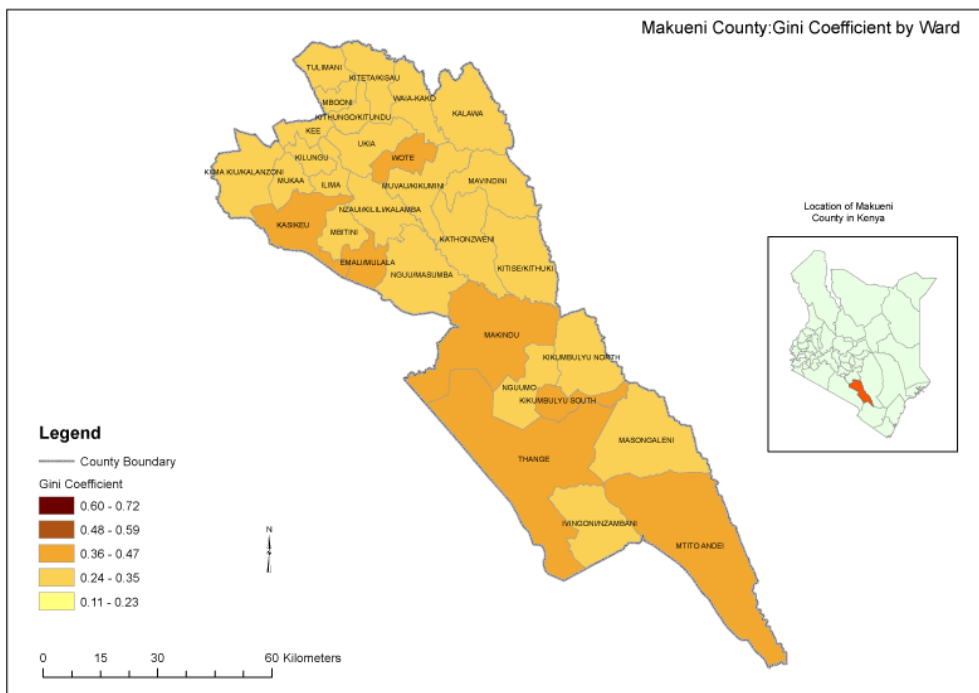 Makueni County:Gini Coefficient by Ward
TULIMANI
KITETA/KISAU
MBOONI
WAIA-KAKO
KITHUNGO/KITUNDU
KALAWA
KEE
UKIA
WOTE
KILUNGU
KIIMA KIU/KALANZONI
MUKAA
ILIMA
MUVAU/KIKUMINI
MAVINDINI
NZAUI/KILILI/KALAMBA
KASIKEU
MBITINI
KATHONZWENI
EMALI/MULALA
NGUU/MASUMBA
KITISE/KITHUKI
MAKINDU
KIKUMBULYU NORTH
NGUUMO
KIKUMBULYU SOUTH
MASONGALENI
THANGE
IVINGONI/NZAMBANI
MTITO ANDEI
Location of Makueni
County in Kenya
Legend
County Boundary
Gini Coefficient
0.60 - 0.72
0.48 - 0.59
0.36 - 0.47
0.24 - 0.35
0.11 - 0.23
N
0 15 30 60 Kilometers